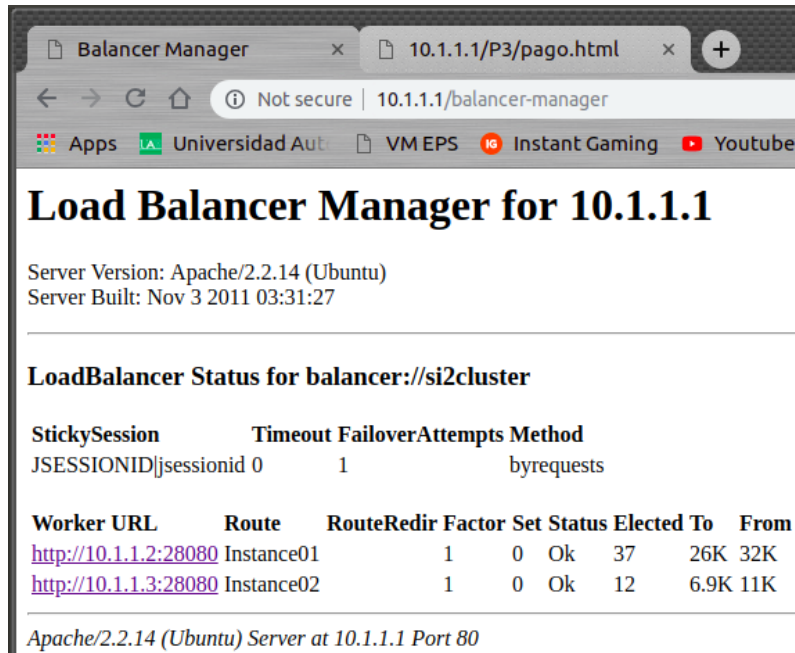 Balancer Manager × 10.1.1.1/P3/pago.html × +
Not secure | 10.1.1.1/balancer-manager
Apps Universidad Aut VM EPS IG Instant Gaming Youtube
Load Balancer Manager for 10.1.1.1
Server Version: Apache/2.2.14 (Ubuntu)
Server Built: Nov 3 2011 03:31:27
LoadBalancer Status for balancer://si2cluster
StickySession Timeout FailoverAttempts Method
JSESSIONID|jsessionid 0 1 byrequests
Worker URL Route RouteRedir Factor Set Status Elected To From
http://10.1.1.2:28080 Instance01 1 0 Ok 37 26K 32K
http://10.1.1.3:28080 Instance02 1 0 Ok 12 6.9K 11K
Apache/2.2.14 (Ubuntu) Server at 10.1.1.1 Port 80